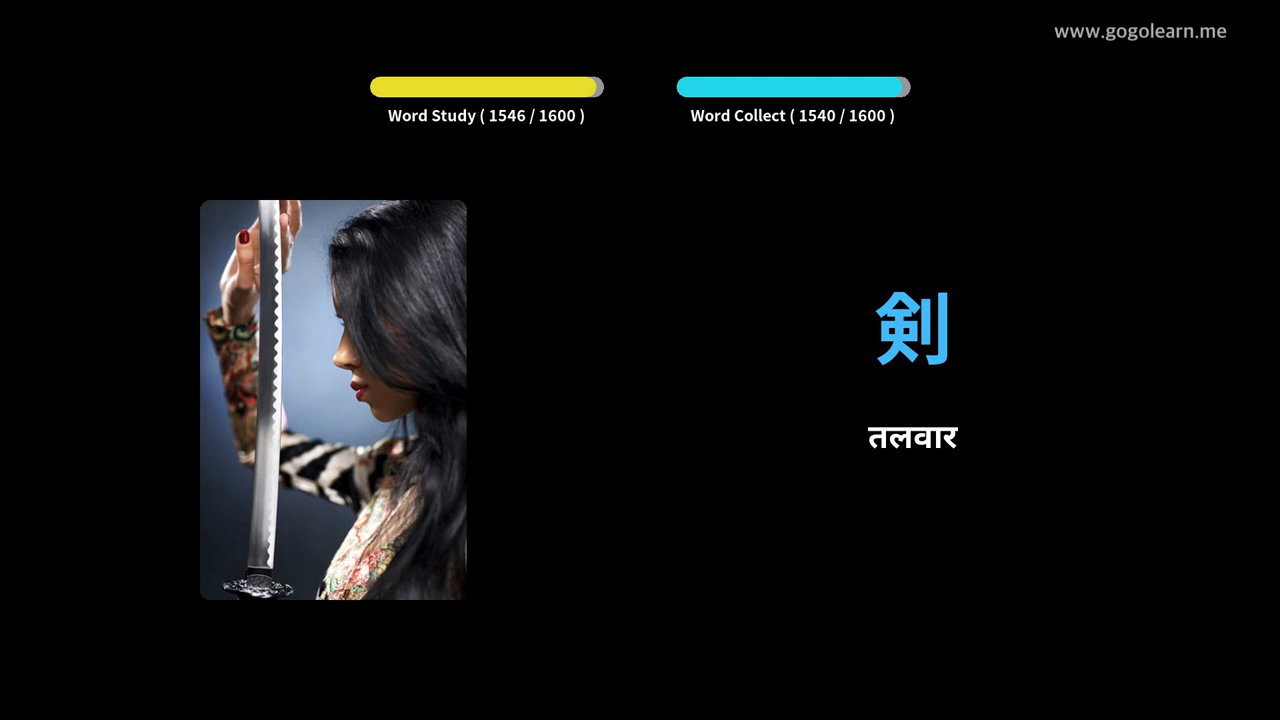 www.gogolearn.me
Word Study ( 1546 / 1600 )
Word Collect ( 1540 / 1600 )
剣
तलवार